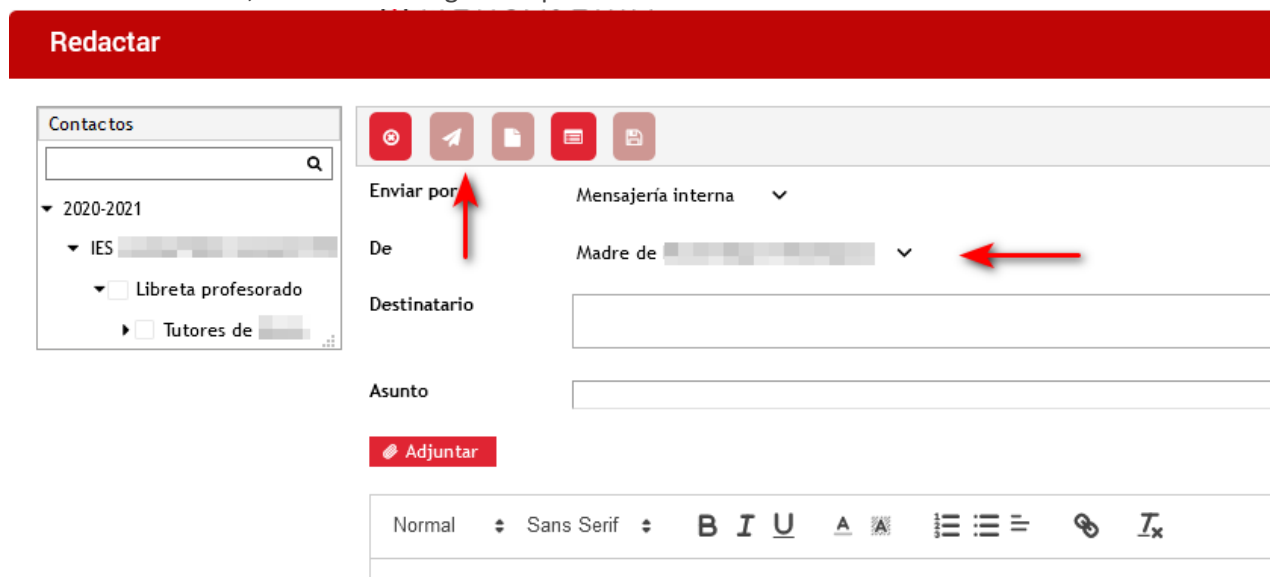 Redactar
Contactos
2020-2021
IES
Libreta profesorado
Tutores de
Enviar por
Mensajería interna
De
Madre de
Destinatario
Asunto
Adjuntar
Normal Sans Serif B I U A A Tx